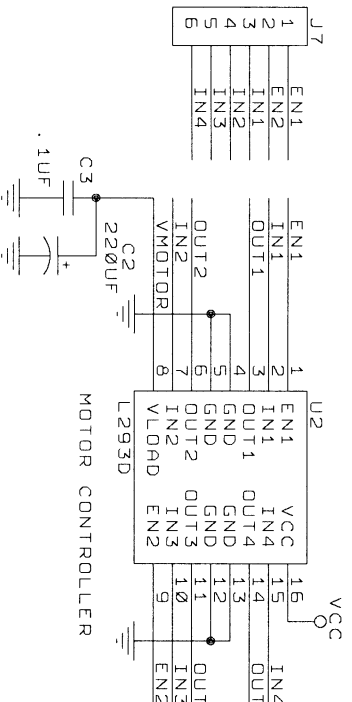 J7
1
2
3
4
5
6
EN1
EN2
IN1
IN2
IN3
IN4
EN1
IN1
OUT1
OUT2
IN2
VMOTOR
C3
.1UF
C2
220UF
+
1
2
3
4
5
6
7
8
U2
EN1
IN1
OUT1
GND
GND
OUT2
IN2
VLOAD
VCC
IN4
OUT4
GND
GND
OUT3
IN3
EN2
L293D
MOTOR CONTROLLER
16
15
14
13
12
11
10
9
VCC
IN4
OUT
OUT
IN3
EN2